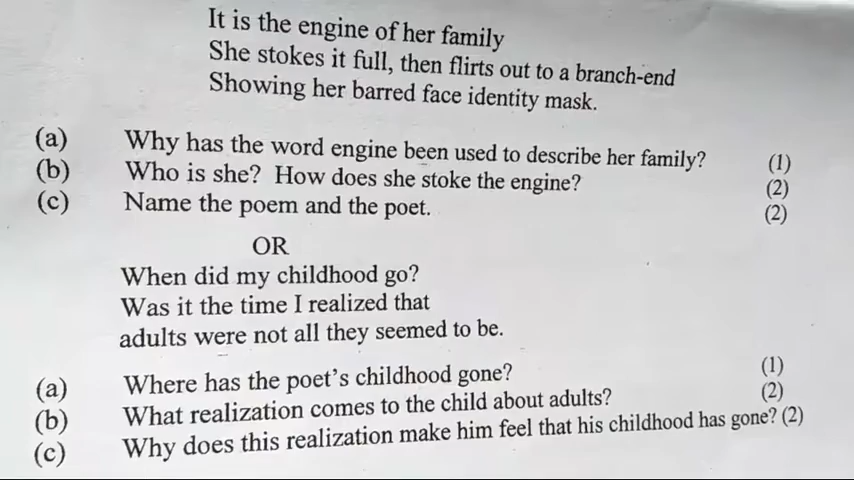 It is the engine of her family
She stokes it full, then flirts out to a branch-end
Showing her barred face identity mask.
(a) Why has the word engine been used to describe her family? (1)
(b) Who is she? How does she stoke the engine? (2)
(c) Name the poem and the poet. (2)
OR
When did my childhood go?
Was it the time I realized that
adults were not all they seemed to be.
(a) Where has the poet's childhood gone? (1)
(b) What realization comes to the child about adults? (2)
(c) Why does this realization make him feel that his childhood has gone? (2)